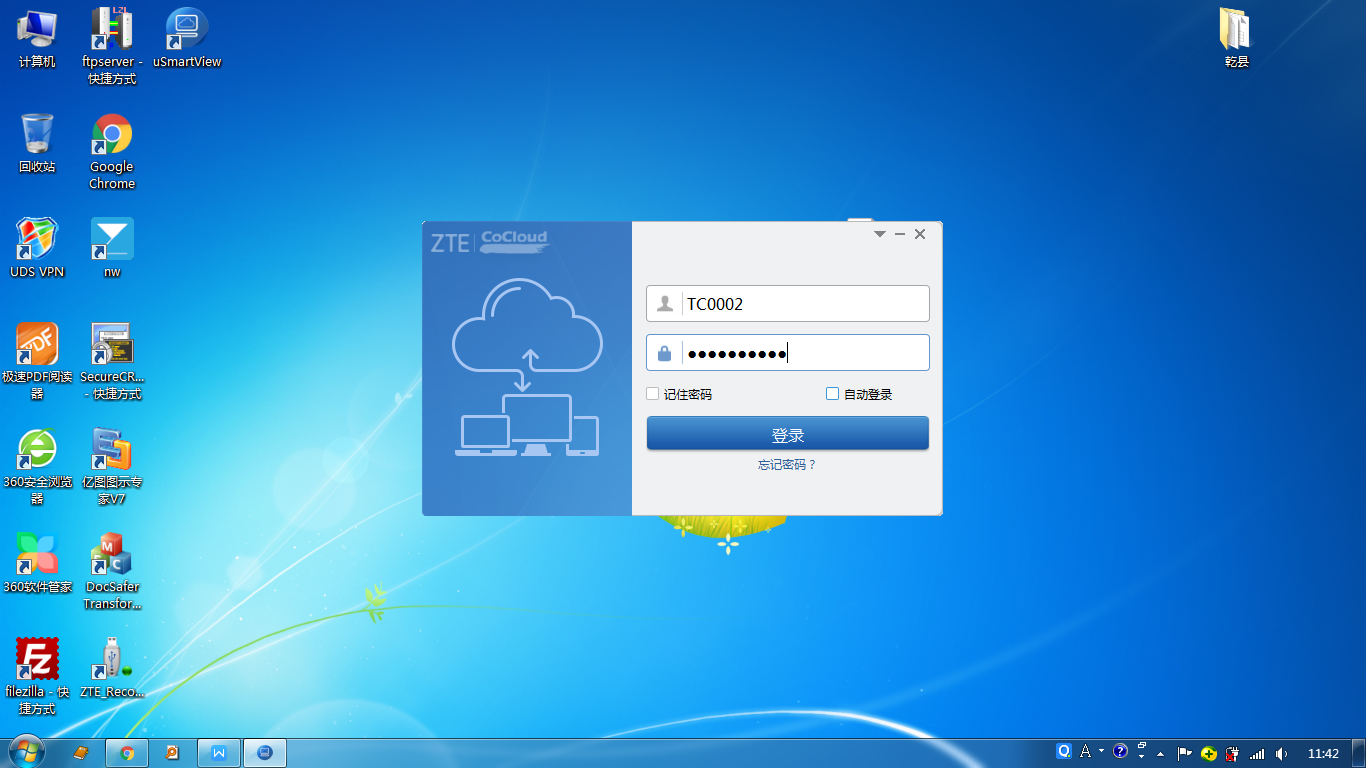 计算机
ftpserver -
快捷方式
uSmartView
乾县
回收站
Google
Chrome
UDS VPN
nw
极速PDF阅读
器
SecureCR...
- 快捷方式
360安全浏览
器
亿图图示专
家V7
360软件管家
DocSafer
Transfor...
filezilla - 快
捷方式
ZTE_Reco...
ZTE
CoCloud
TC0002
●●●●●●●●●●
记住密码
自动登录
登录
忘记密码？
11:42